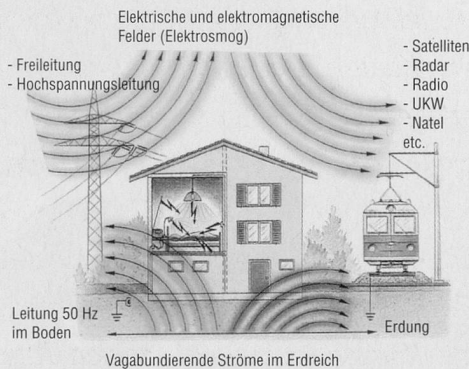 Elektrische und elektromagnetische
Felder (Elektrosmog)
- Freileitung
- Hochspannungsleitung
- Satelliten
- Radar
- Radio
- UKW
- Natel
etc.
Leitung 50 Hz
im Boden
Erdung
Vagabundierende Ströme im Erdreich